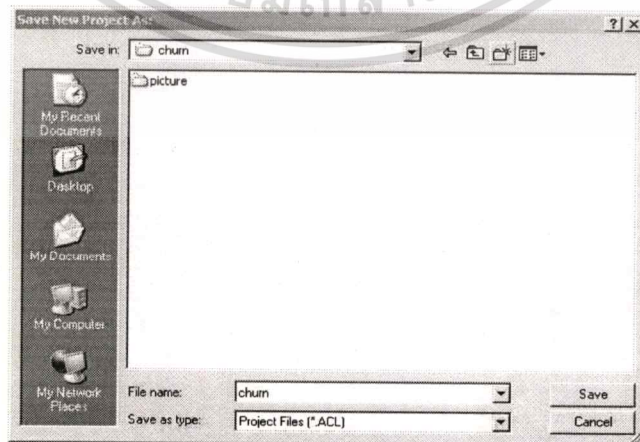 Save New Project As:
Save in: churn
picture
My Recent
Documents
Desktop
My Documents
My Computer
My Network
Places
File name: churn
Save as type: Project Files (*.ACL)
Save
Cancel